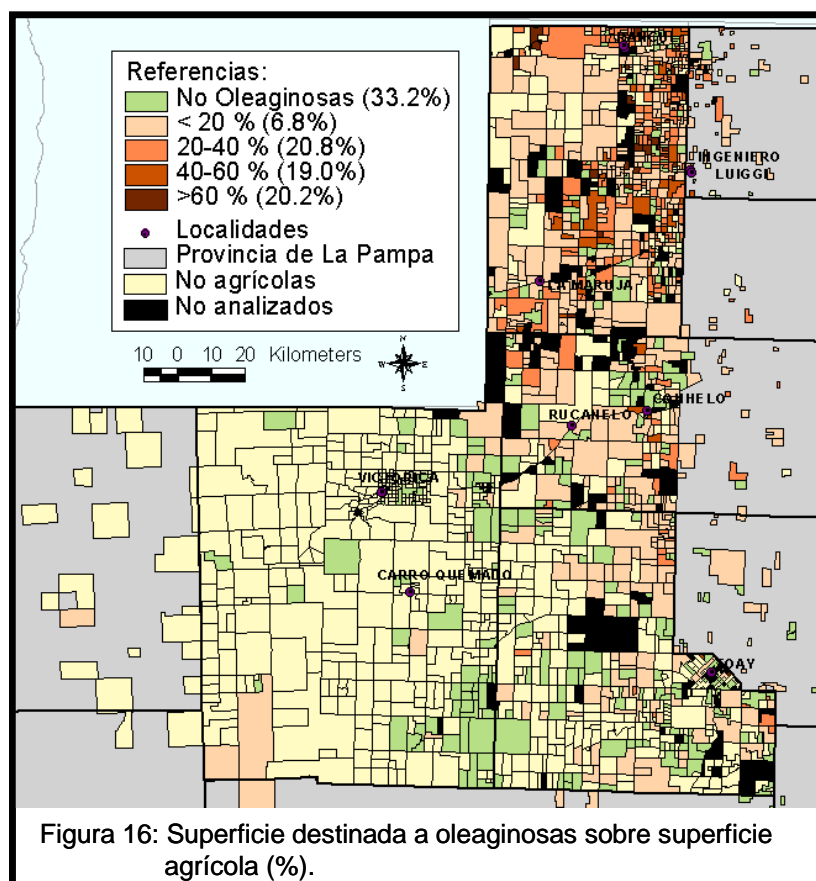 Referencias:
No Oleaginosas (33.2%)
< 20 % (6.8%)
20-40 % (20.8%)
40-60 % (19.0%)
>60 % (20.2%)
Localidades
Provincia de La Pampa
No agrícolas
No analizados
10 0 10 20 Kilometers
N
W E
S
INGENIERO
LUIGGI
LA MARUJA
CONHELO
RUCANELO
VICTORICA
CARRO QUEMADO
TOAY
Figura 16: Superficie destinada a oleaginosas sobre superficie
agrícola (%).